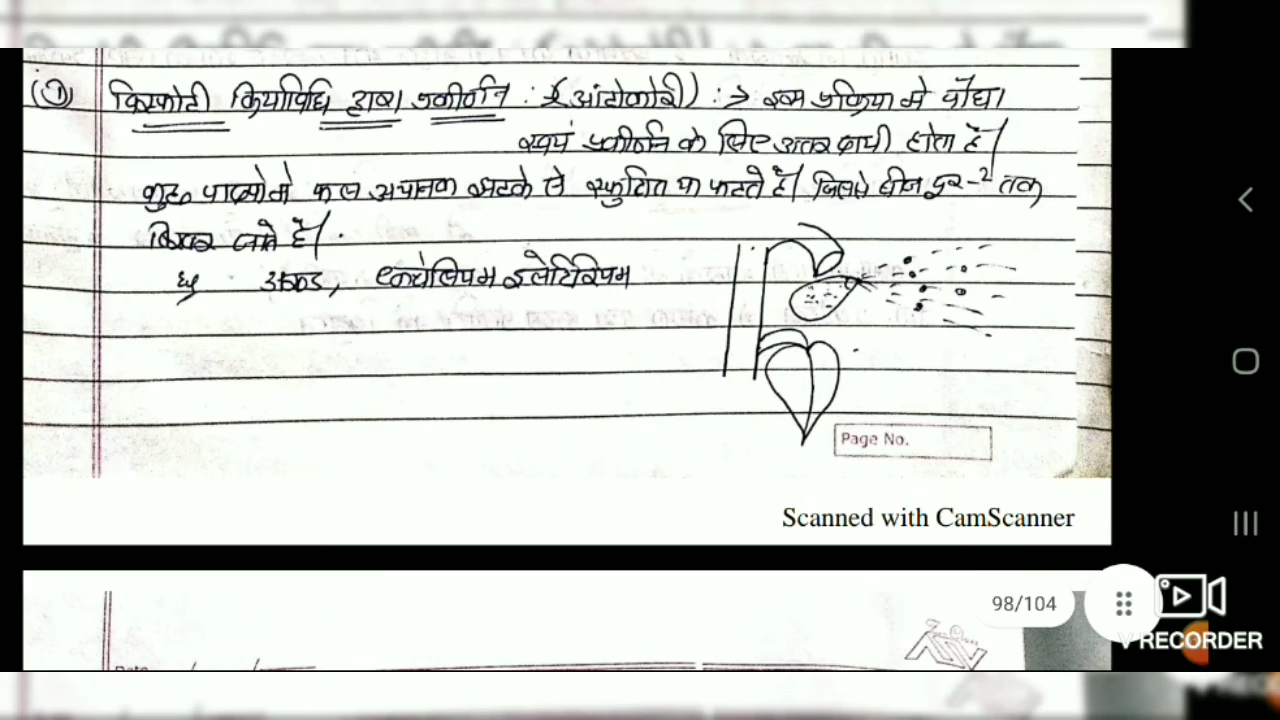 (१) विस्फोटी क्रियाविधि द्वारा प्रकीर्णन : (आंटोकोरी) :→ इस प्रक्रिया मे पौधा
स्वयं प्रकीर्णन के लिए उत्तरदायी होता है|
कुछ पादपो मे फल अचानक झटके से स्फुटित या फटते है| जिससे बीज दूर-2 तक
बिखर जाते है|
eg अरण्ड, एक्वेलियम इलेटिरियम
Page No.
Scanned with CamScanner
98/104
V RECORDER